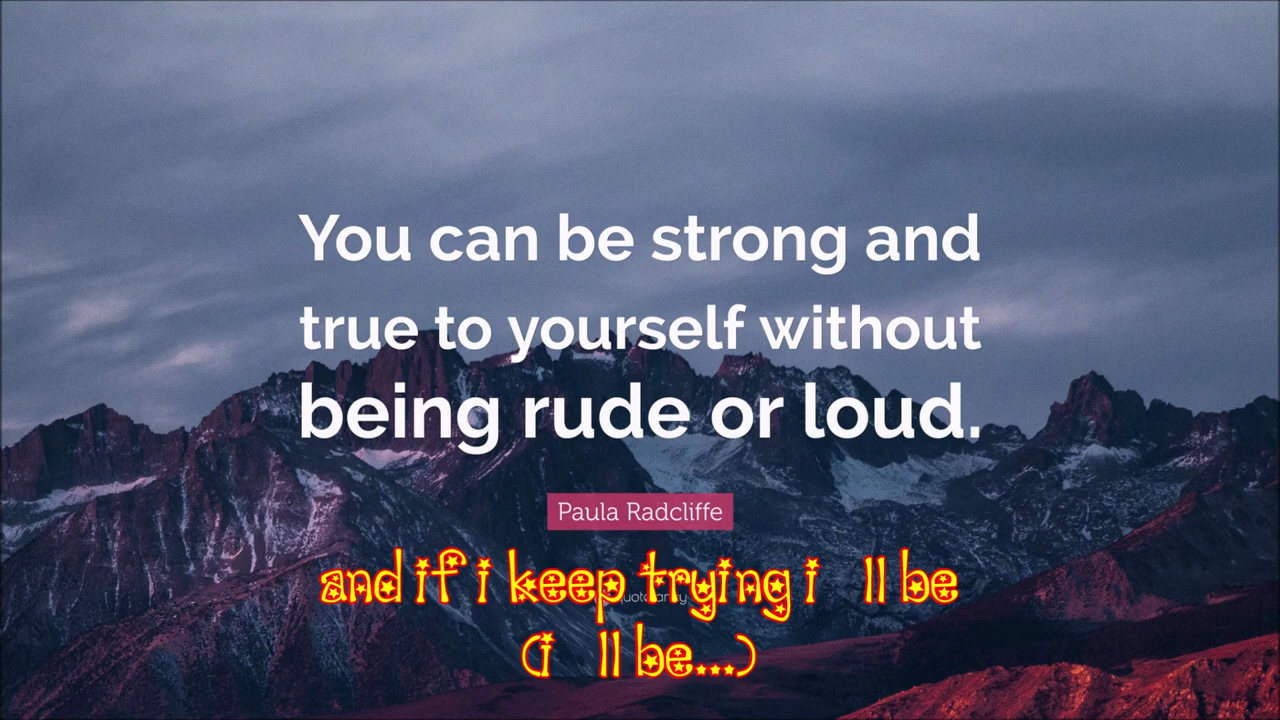 You can be strong and
true to yourself without
being rude or loud.
Paula Radcliffe
and if i keep trying i ll be
(i ll be...)